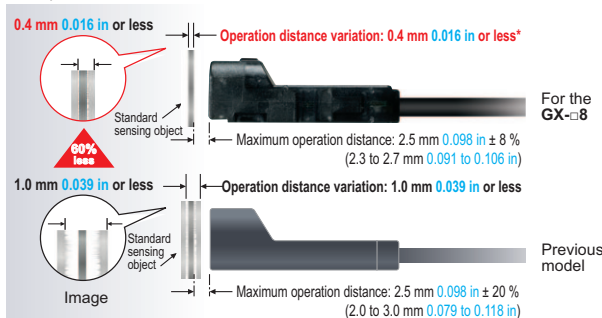 0.4 mm 0.016 in or less
Operation distance variation: 0.4 mm 0.016 in or less*
Standard
sensing object
For the
GX-□8
60%
less
Maximum operation distance: 2.5 mm 0.098 in ± 8 %
(2.3 to 2.7 mm 0.091 to 0.106 in)
1.0 mm 0.039 in or less
Operation distance variation: 1.0 mm 0.039 in or less
Standard
sensing
object
Previous
model
Image
Maximum operation distance: 2.5 mm 0.098 in ± 20 %
(2.0 to 3.0 mm 0.079 to 0.118 in)